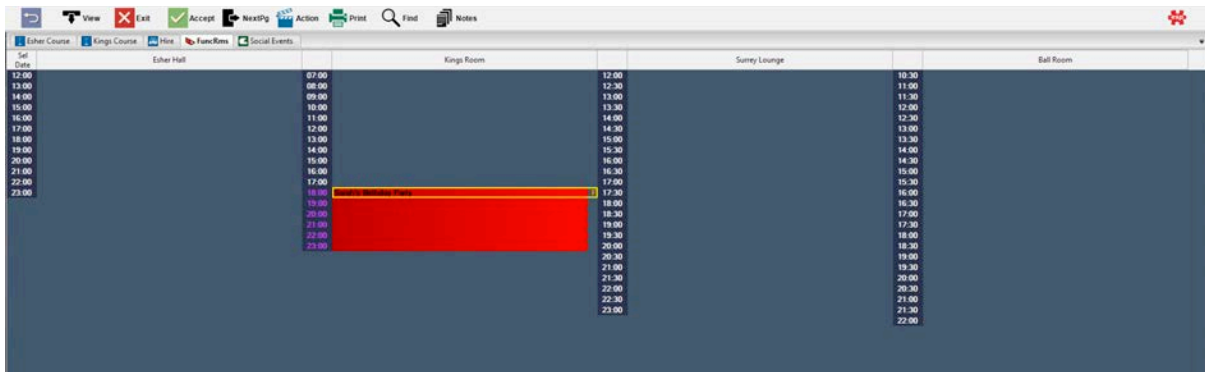 View Exit Accept NextPg Action Print Find Notes
Esher Course Kings Course Hire FuncRms Social Events
Sel Date Esher Hall Kings Room Surrey Lounge Ball Room
12:00 07:00 12:00 10:30
13:00 08:00 12:30 11:00
14:00 09:00 13:00 11:30
15:00 10:00 13:30 12:00
16:00 11:00 14:00 12:30
17:00 12:00 14:30 13:00
18:00 13:00 15:00 13:30
19:00 14:00 15:30 14:00
20:00 15:00 16:00 14:30
21:00 16:00 16:30 15:00
22:00 17:00 17:00 15:30
23:00 18:00 Birthday Party 17:30 16:00
19:00 18:00 16:30
20:00 18:30 17:00
21:00 19:00 17:30
22:00 19:30 18:00
23:00 20:00 18:30
20:30 19:00
21:00 19:30
21:30 20:00
22:00 20:30
22:30 21:00
23:00 21:30
22:00